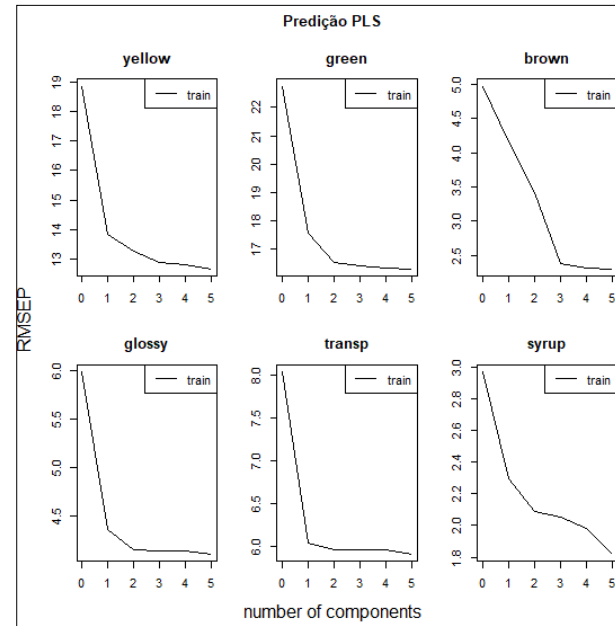 Predição PLS
yellow
green
brown
train
train
train
19
18
17
16
15
14
13
22
21
20
19
18
17
5.0
4.5
4.0
3.5
3.0
2.5
0 1 2 3 4 5
0 1 2 3 4 5
0 1 2 3 4 5
RMSEP
glossy
transp
syrup
train
train
train
6.0
5.5
5.0
4.5
8.0
7.5
7.0
6.5
6.0
3.0
2.8
2.6
2.4
2.2
2.0
1.8
0 1 2 3 4 5
0 1 2 3 4 5
0 1 2 3 4 5
number of components